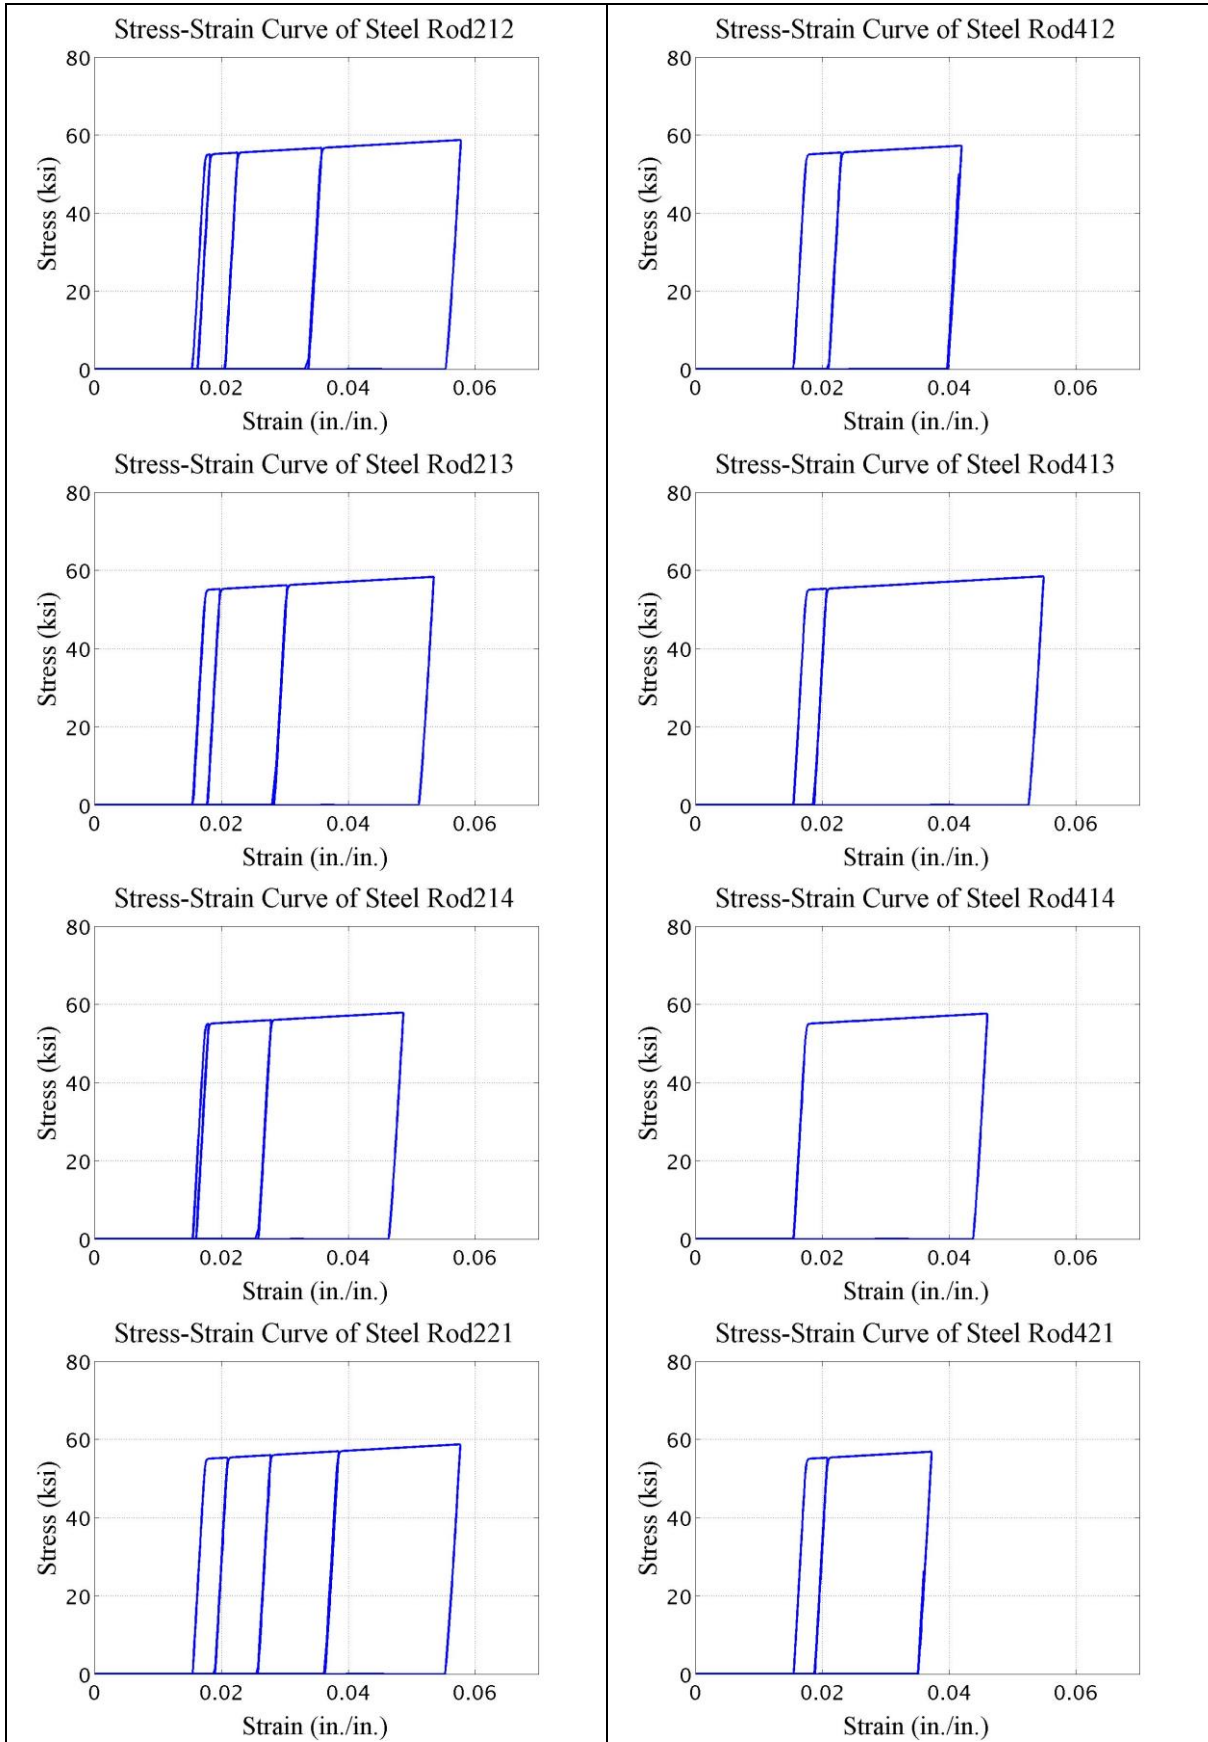 Stress-Strain Curve of Steel Rod212
80
60
40
20
0
Stress (ksi)
0 0.02 0.04 0.06
Strain (in./in.)
Stress-Strain Curve of Steel Rod412
80
60
40
20
0
Stress (ksi)
0 0.02 0.04 0.06
Strain (in./in.)
Stress-Strain Curve of Steel Rod213
80
60
40
20
0
Stress (ksi)
0 0.02 0.04 0.06
Strain (in./in.)
Stress-Strain Curve of Steel Rod413
80
60
40
20
0
Stress (ksi)
0 0.02 0.04 0.06
Strain (in./in.)
Stress-Strain Curve of Steel Rod214
80
60
40
20
0
Stress (ksi)
0 0.02 0.04 0.06
Strain (in./in.)
Stress-Strain Curve of Steel Rod414
80
60
40
20
0
Stress (ksi)
0 0.02 0.04 0.06
Strain (in./in.)
Stress-Strain Curve of Steel Rod221
80
60
40
20
0
Stress (ksi)
0 0.02 0.04 0.06
Strain (in./in.)
Stress-Strain Curve of Steel Rod421
80
60
40
20
0
Stress (ksi)
0 0.02 0.04 0.06
Strain (in./in.)